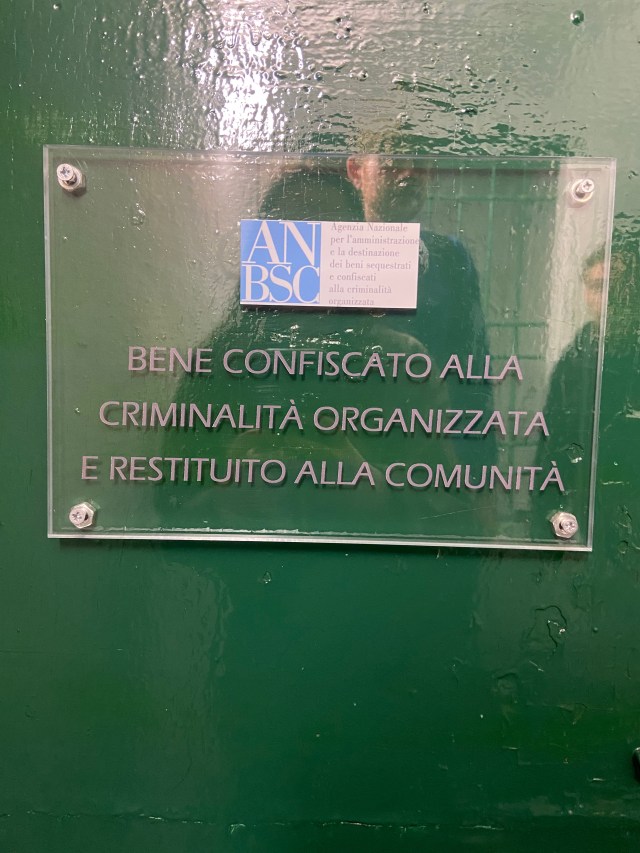 AN
BSC
Agenzia Nazionale
per l'amministrazione
e la destinazione
dei beni sequestrati
e confiscati
alla criminalità
organizzata
BENE CONFISCATO ALLA
CRIMINALITÀ ORGANIZZATA
E RESTITUITO ALLA COMUNITÀ